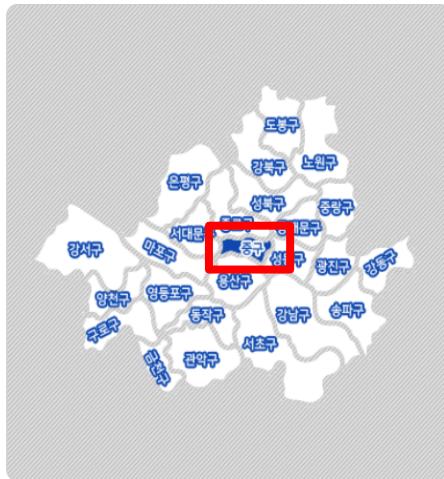 도봉구
강북구
노원구
은평구
성북구
중랑구
서대문
강서구
마포구
중구
광진구
강동구
용산구
양천구
영등포구
동작구
강남구
송파구
구로구
서초구
관악구
금천구